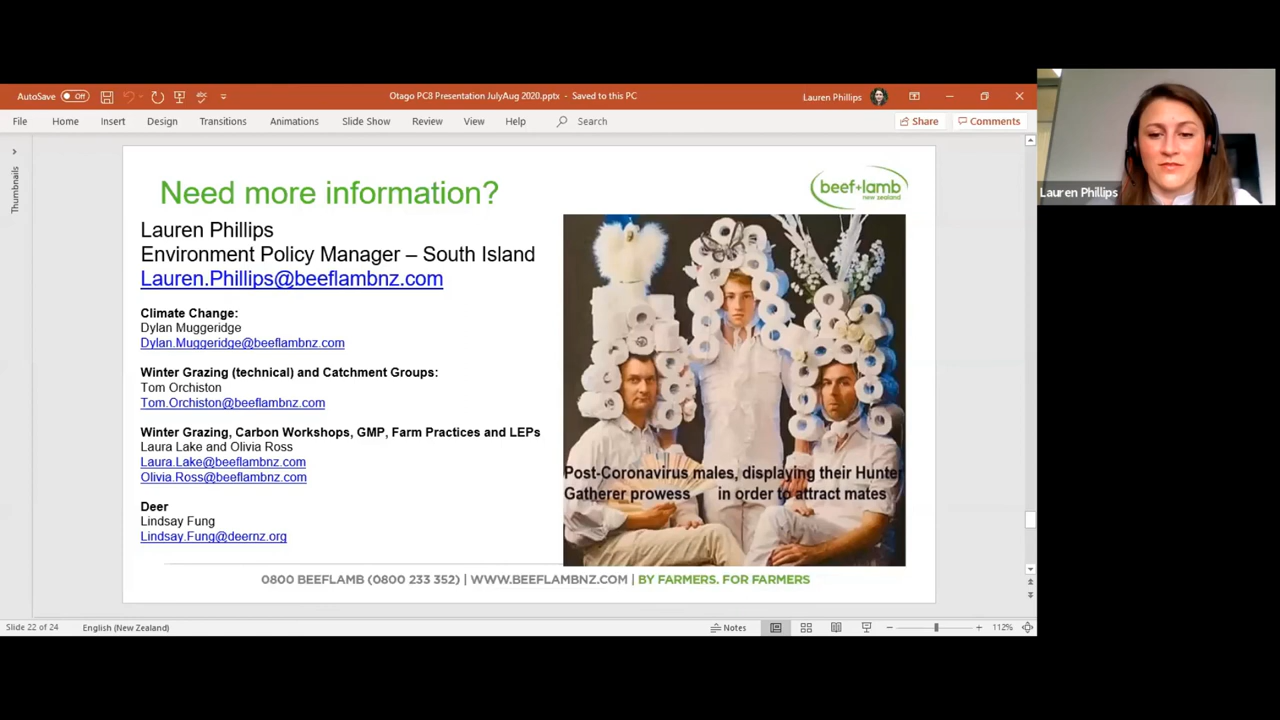 AutoSave Off
Otago PC8 Presentation JulyAug 2020.pptx - Saved to this PC
Lauren Phillips
File Home Insert Design Transitions Animations Slide Show Review View Help Search Share Comments
Thumbnails
Need more information?
beef+lamb
new zealand
Lauren Phillips
Environment Policy Manager – South Island
Lauren.Phillips@beeflambnz.com
Climate Change:
Dylan Muggeridge
Dylan.Muggeridge@beeflambnz.com
Winter Grazing (technical) and Catchment Groups:
Tom Orchiston
Tom.Orchiston@beeflambnz.com
Winter Grazing, Carbon Workshops, GMP, Farm Practices and LEPs
Laura Lake and Olivia Ross
Laura.Lake@beeflambnz.com
Olivia.Ross@beeflambnz.com
Deer
Lindsay Fung
Lindsay.Fung@deernz.org
Post-Coronavirus males, displaying their Hunter
Gatherer prowess in order to attract mates
0800 BEEFLAMB (0800 233 352) | WWW.BEEFLAMBNZ.COM | BY FARMERS. FOR FARMERS
Slide 22 of 24 English (New Zealand) Notes 112%
Lauren Phillips